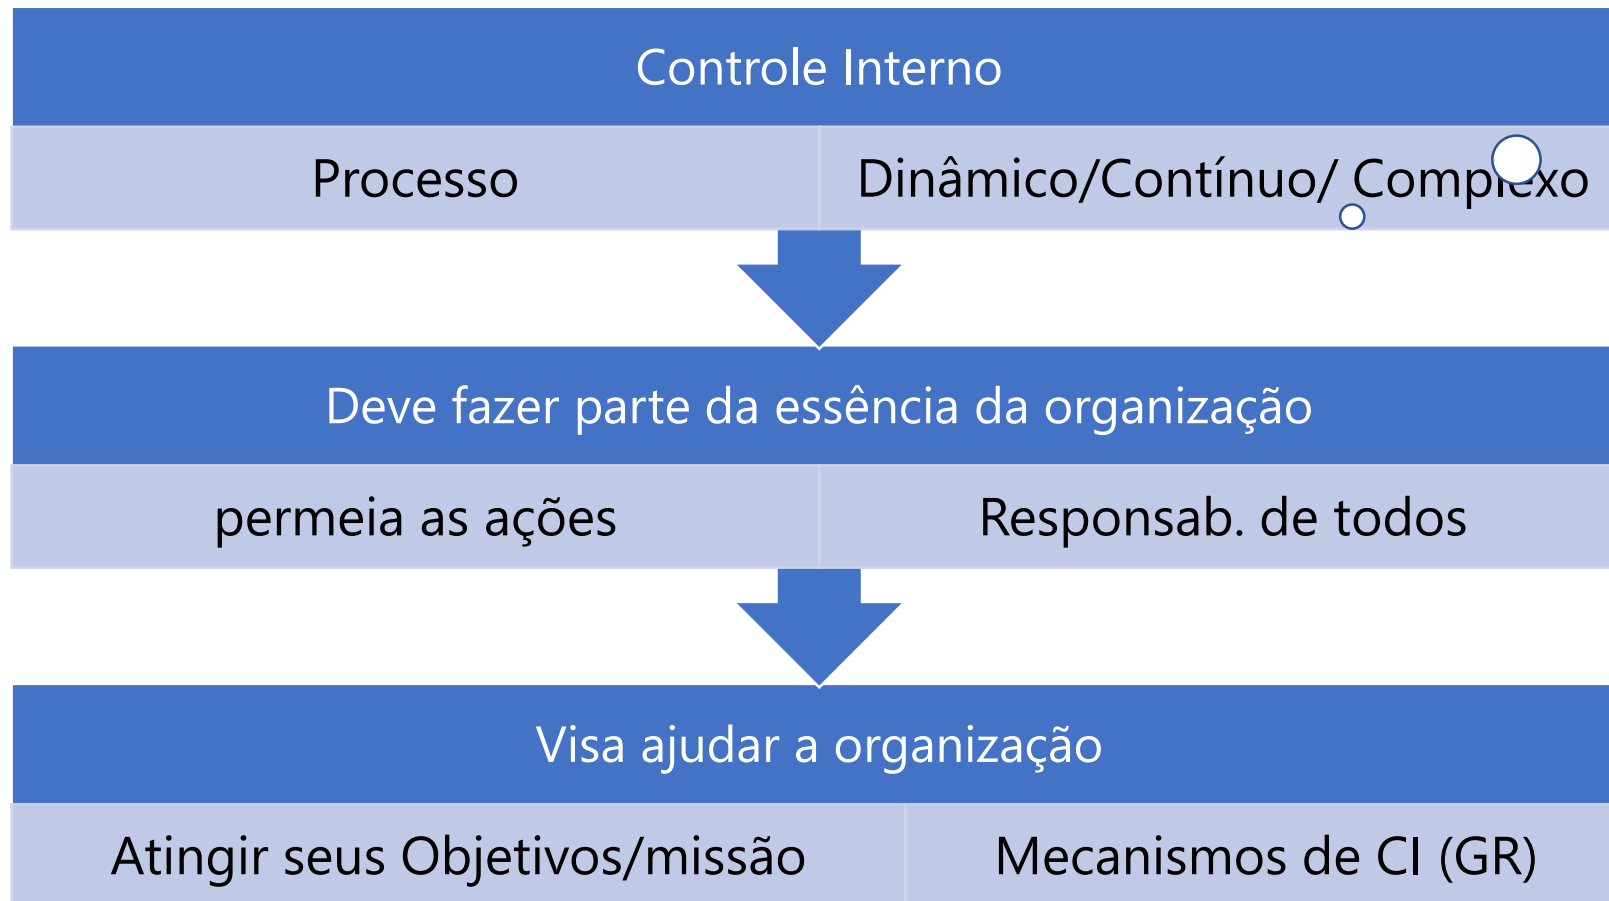 Controle Interno
Processo
Dinâmico/Contínuo/ Complexo
Deve fazer parte da essência da organização
permeia as ações
Responsab. de todos
Visa ajudar a organização
Atingir seus Objetivos/missão
Mecanismos de CI (GR)